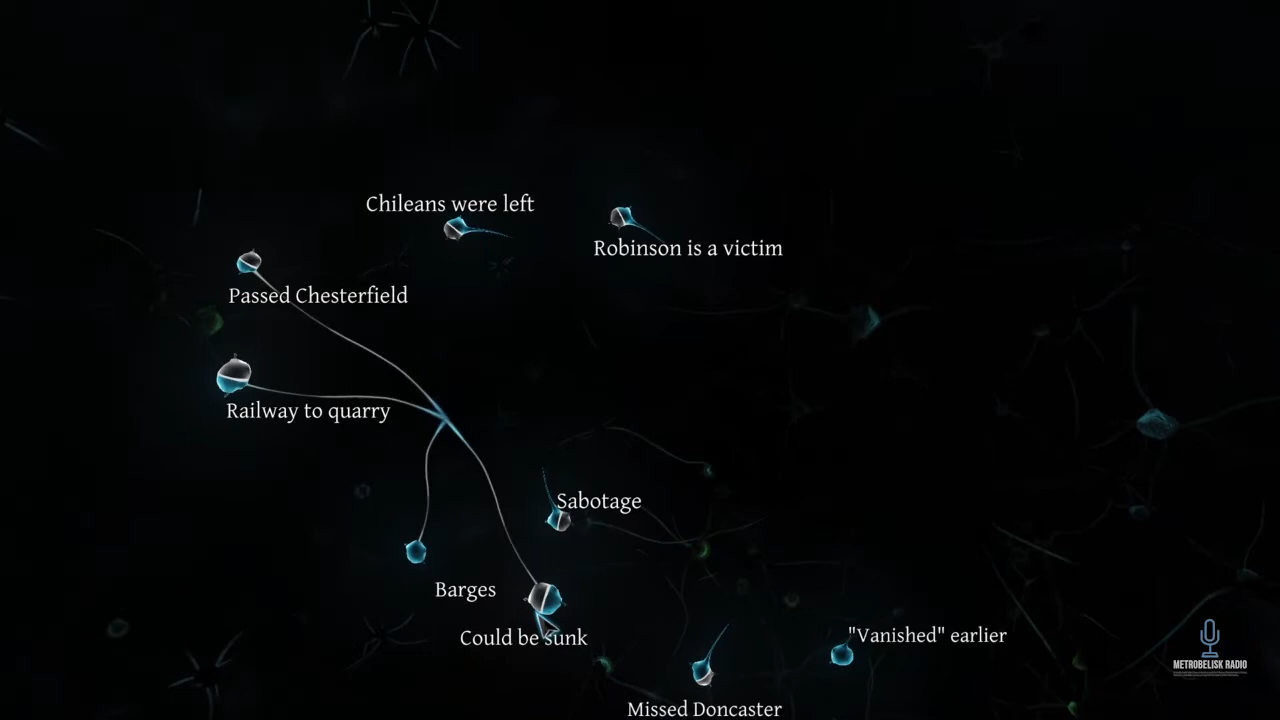 Chileans were left
Robinson is a victim
Passed Chesterfield
Railway to quarry
Sabotage
Barges
Could be sunk
"Vanished" earlier
METROBELISK RADIO
Missed Doncaster